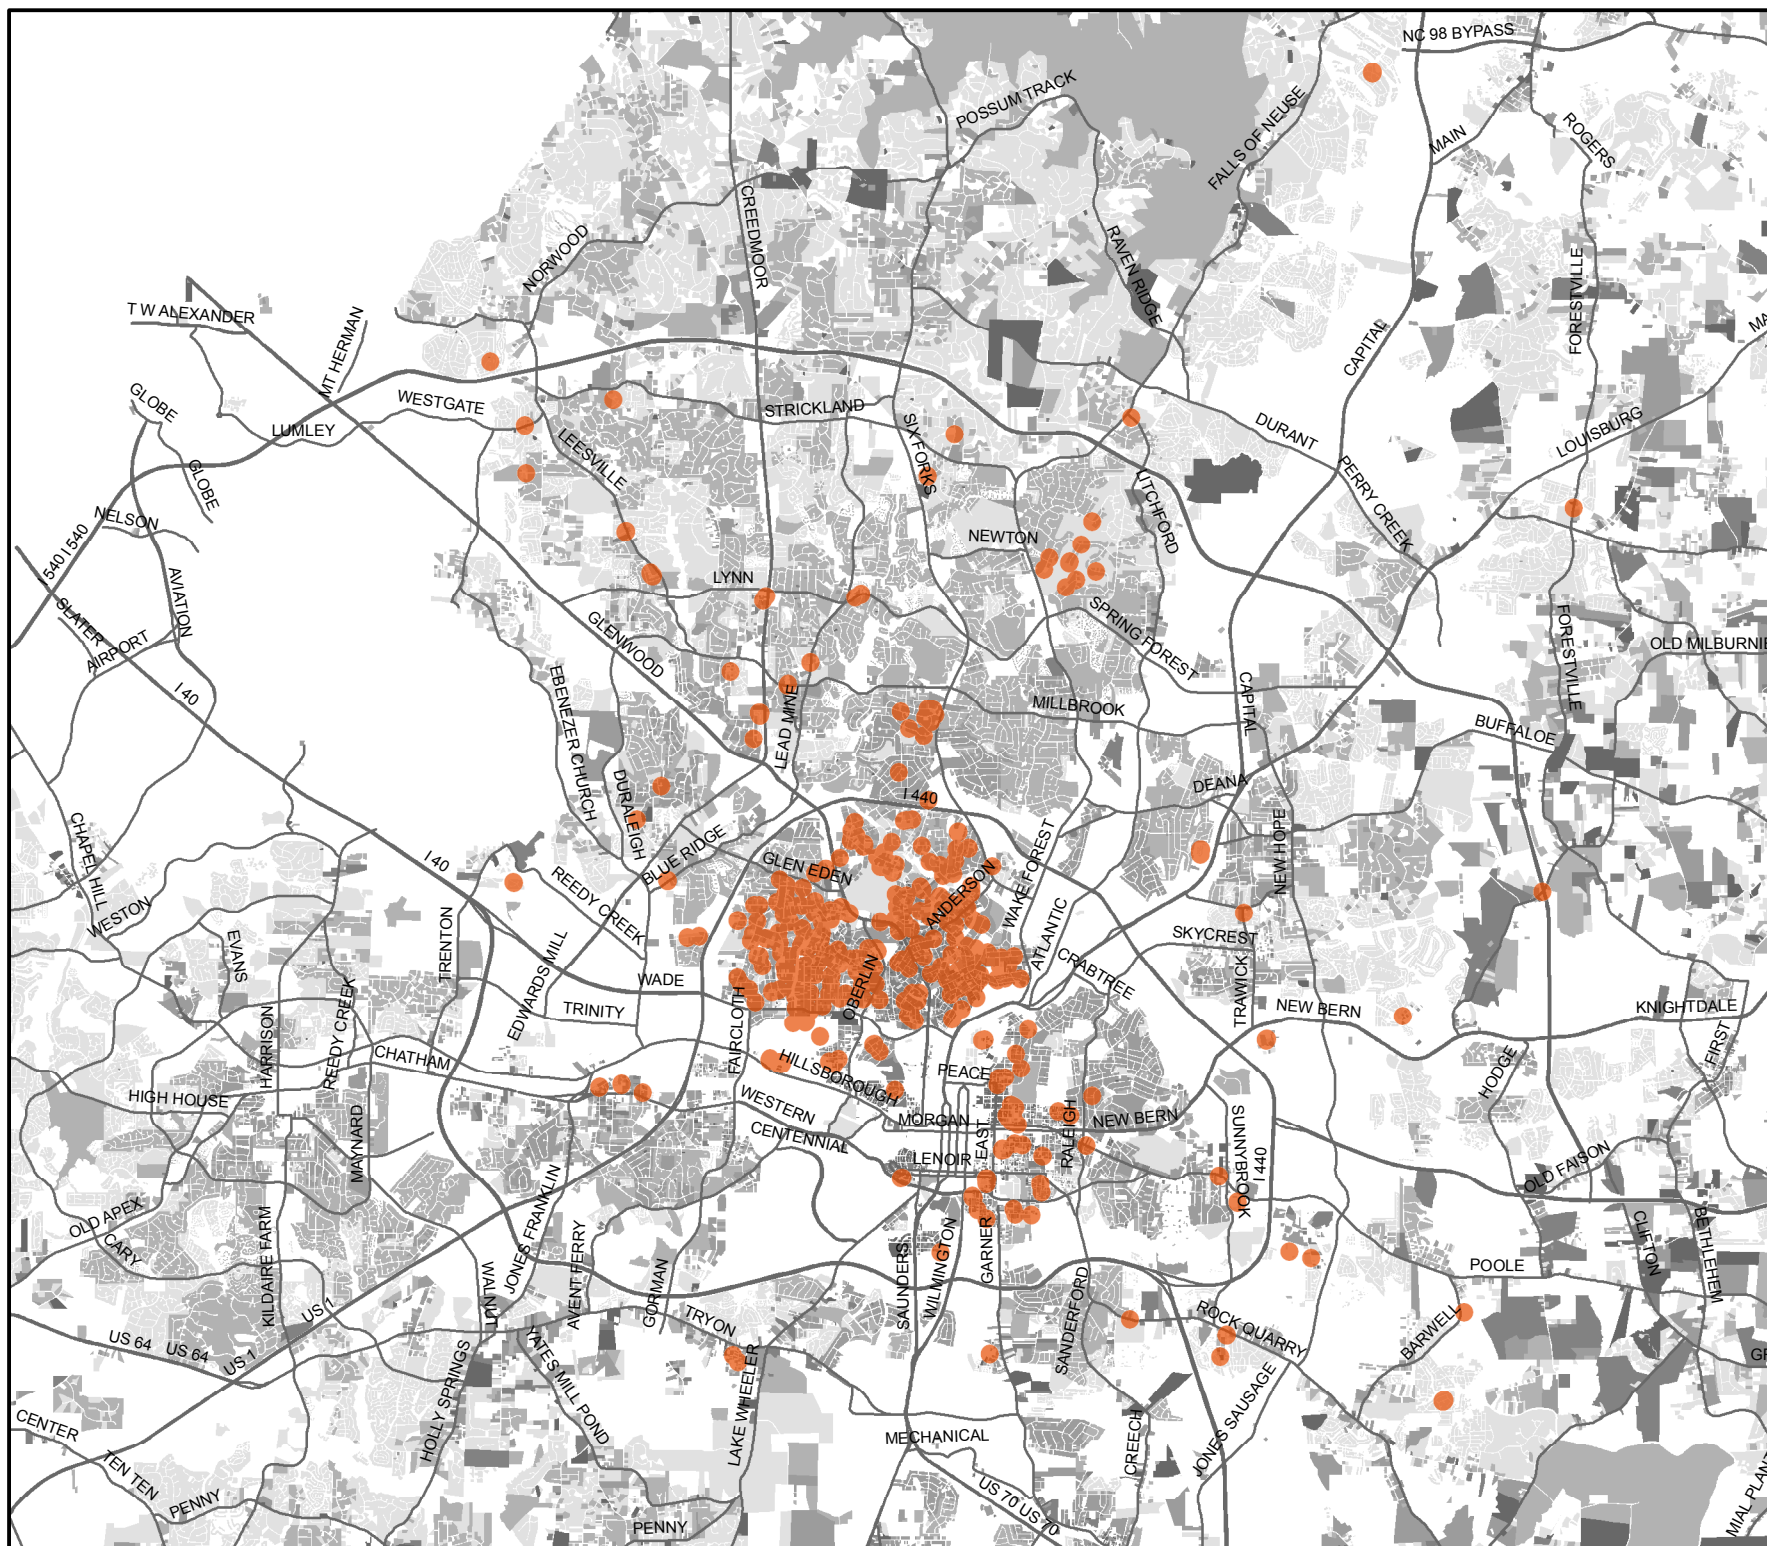 NC 98 BYPASS
POSSUM TRACK
FALLS OF NEUSE
MAIN
ROGERS
CREEDMOOR
NORWOOD
RAVEN RIDGE
FORESTVILLE
T W ALEXANDER
MT HERMAN
CAPITAL
GLOBE
WESTGATE
STRICKLAND
LUMLEY
SIX FORKS
DURANT
LOUISBURG
LEESVILLE
GLOBE
LITCHFORD
PERRY CREEK
NELSON
NEWTON
I 540 I 540
AVIATION
LYNN
SLATER
AIRPORT
GLENWOOD
SPRING FOREST
FORESTVILLE
OLD MILBURNIE
I 40
EBENEZER CHURCH
LEAD MINE
MILLBROOK
CAPITAL
BUFFALOE
DURALEIGH
I 440
DEANA
CHAPEL HILL
I 40
BLUE RIDGE
GLEN EDEN
WAKE FOREST
NEW HOPE
REEDY CREEK
ANDERSON
WESTON
EVANS
TRENTON
EDWARDS MILL
ATLANTIC
SKYCREST
WADE
OBERLIN
CRABTREE
TRAWICK
REEDY CREEK
HARRISON
TRINITY
FAIRCLOTH
NEW BERN
KNIGHTDALE
FIRST
CHATHAM
HILLSBOROUGH
PEACE
HODGE
HIGH HOUSE
MAYNARD
WESTERN
MORGAN
RALEIGH
NEW BERN
SUNNYBROOK
CENTENNIAL
EAST
LENOIR
I 440
OLD FAISON
OLD APEX
CARY
KILDAIRE FARM
JONES FRANKLIN
AVENT FERRY
GORMAN
WALNUT
SAUNDERS
WILMINGTON
GARNER
SANDERFORD
POOLE
CLIFTON
BETHLEHEM
US 1
TRYON
ROCK QUARRY
BARWELL
US 64
US 64
US 1
YATES MILL POND
HOLLY SPRINGS
LAKE WHEELER
JONES SAUSAGE
CENTER
MECHANICAL
CREECH
TEN TEN
PENNY
US 70 US 70
PENNY